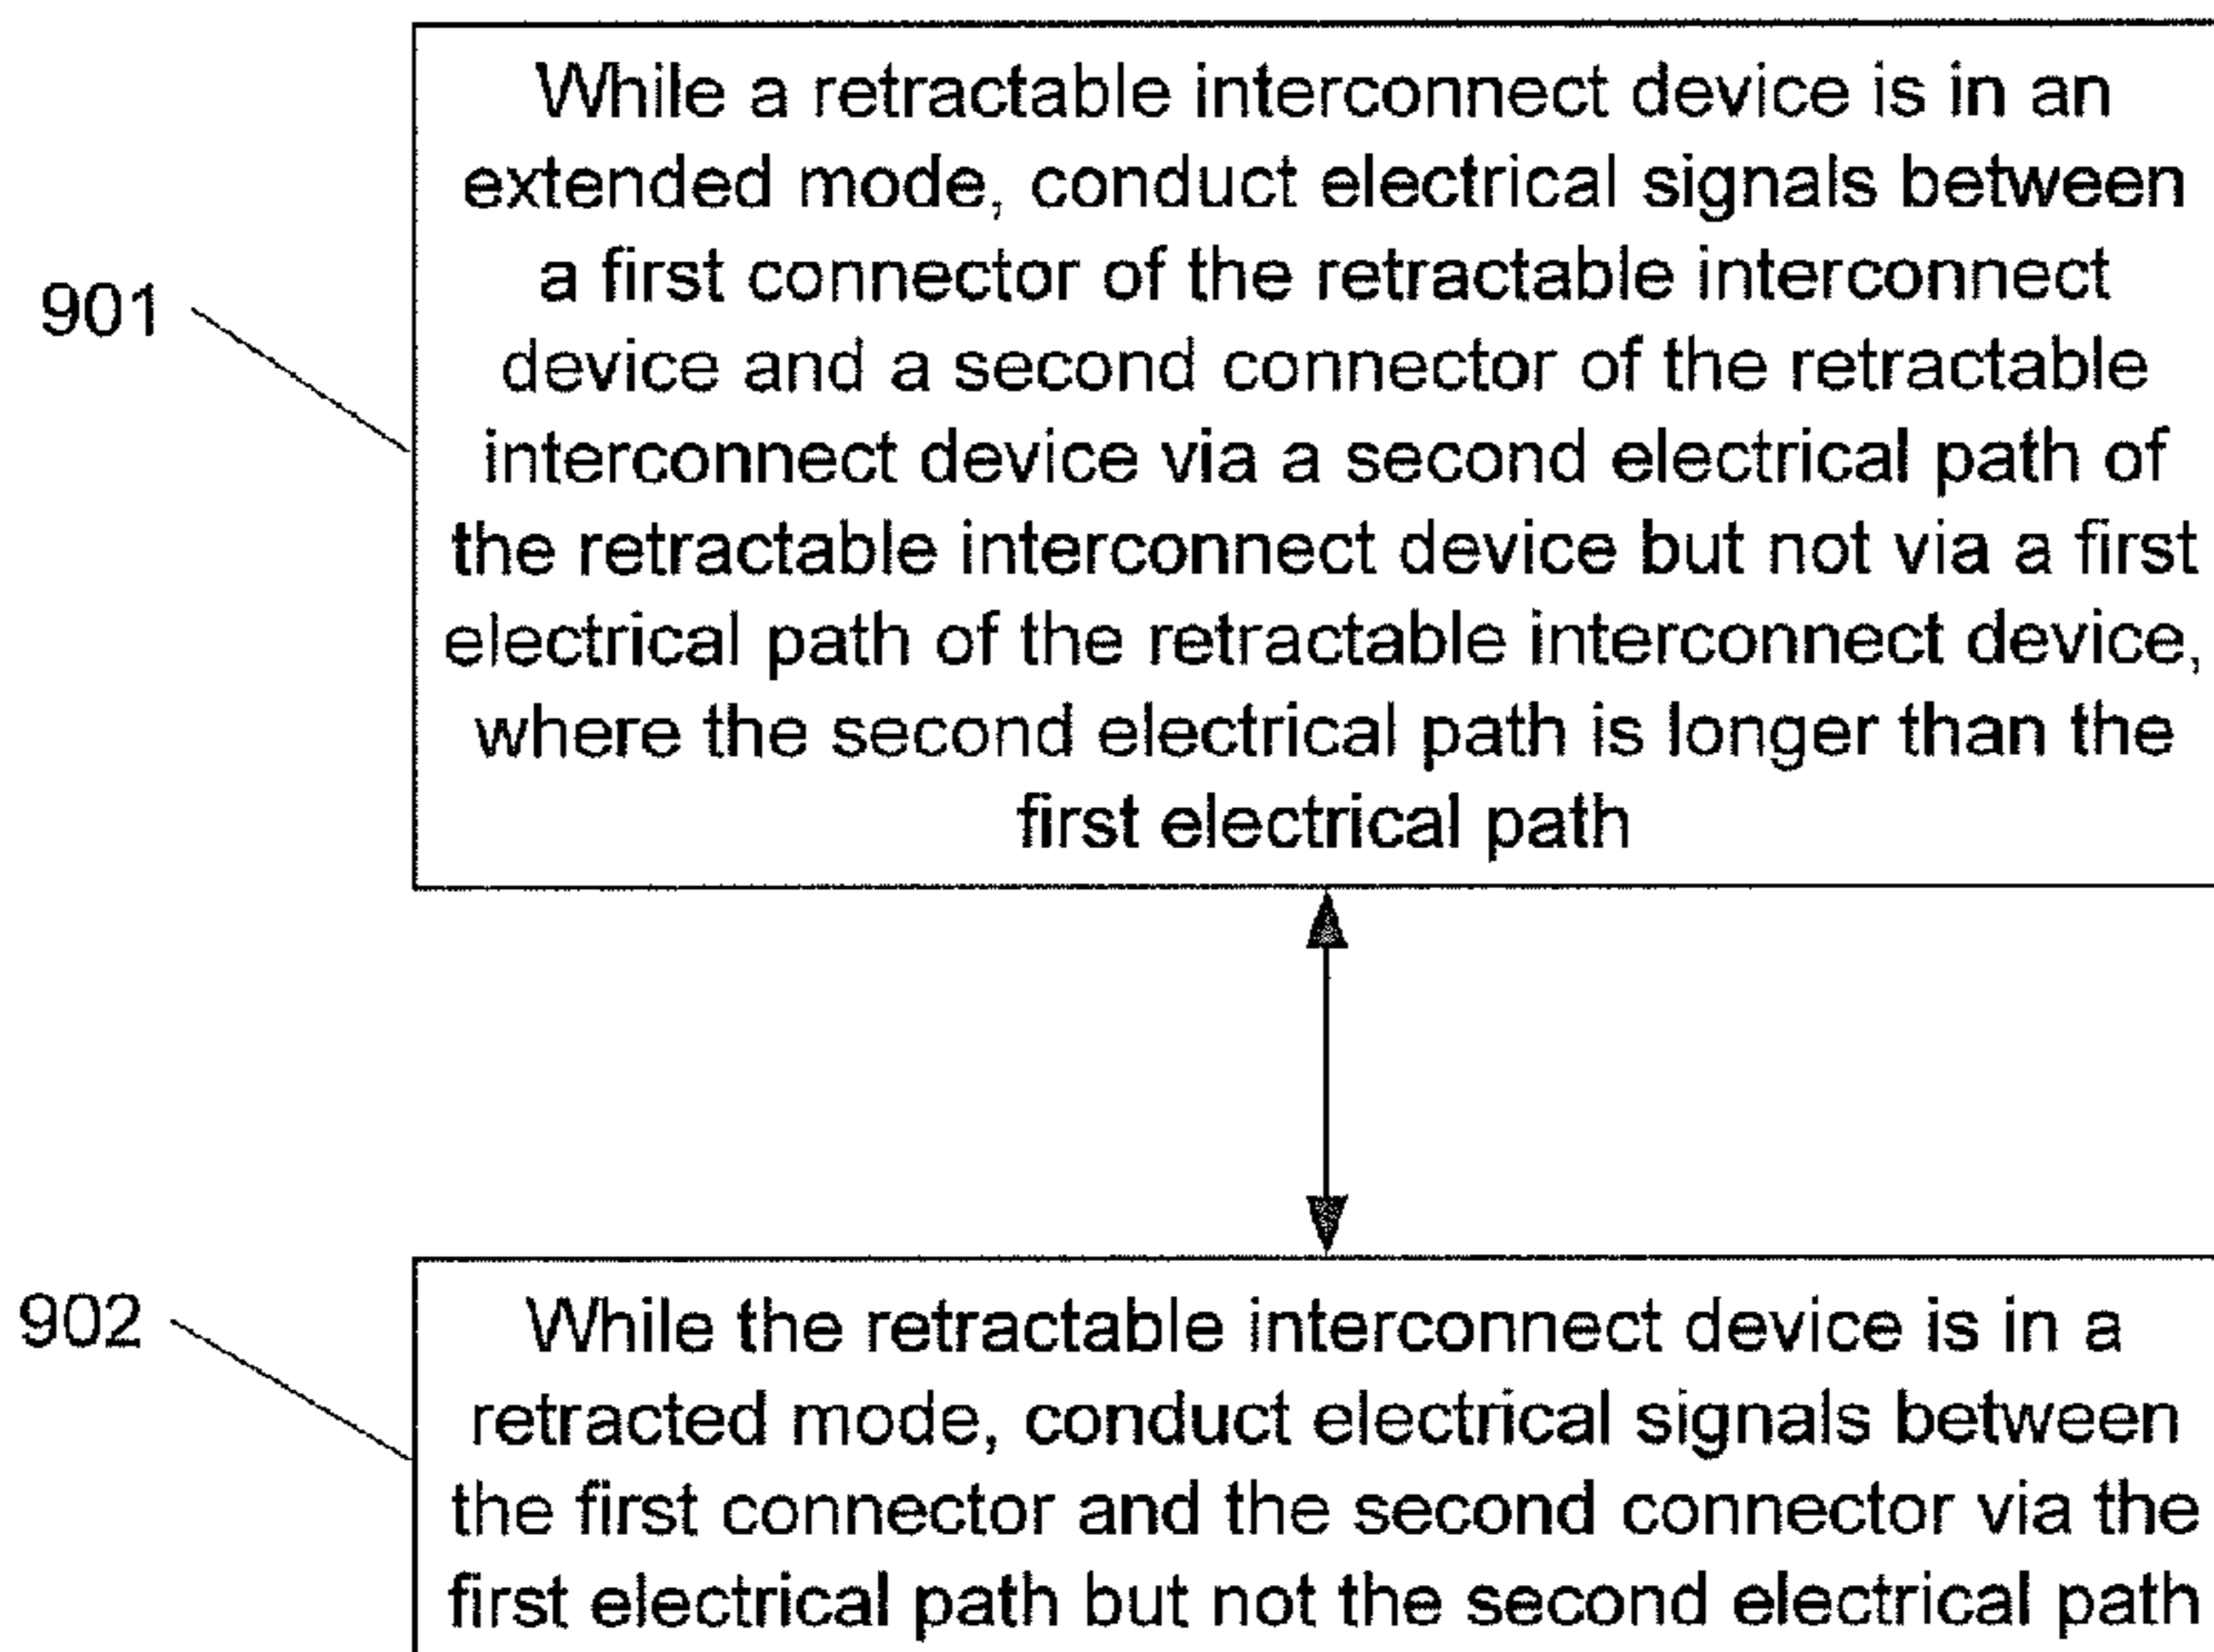 While a retractable interconnect device is in an
extended mode, conduct electrical signals between
a first connector of the retractable interconnect
901
device and a second connector of the retractable
interconnect device via a second electrical path of
the retractable interconnect device but not via a first
electrical path of the retractable interconnect device,
where the second electrical path is longer than the
first electrical path
902
While the retractable interconnect device is in a
retracted mode, conduct electrical signals between
the first connector and the second connector via the
first electrical path but not the second electrical path